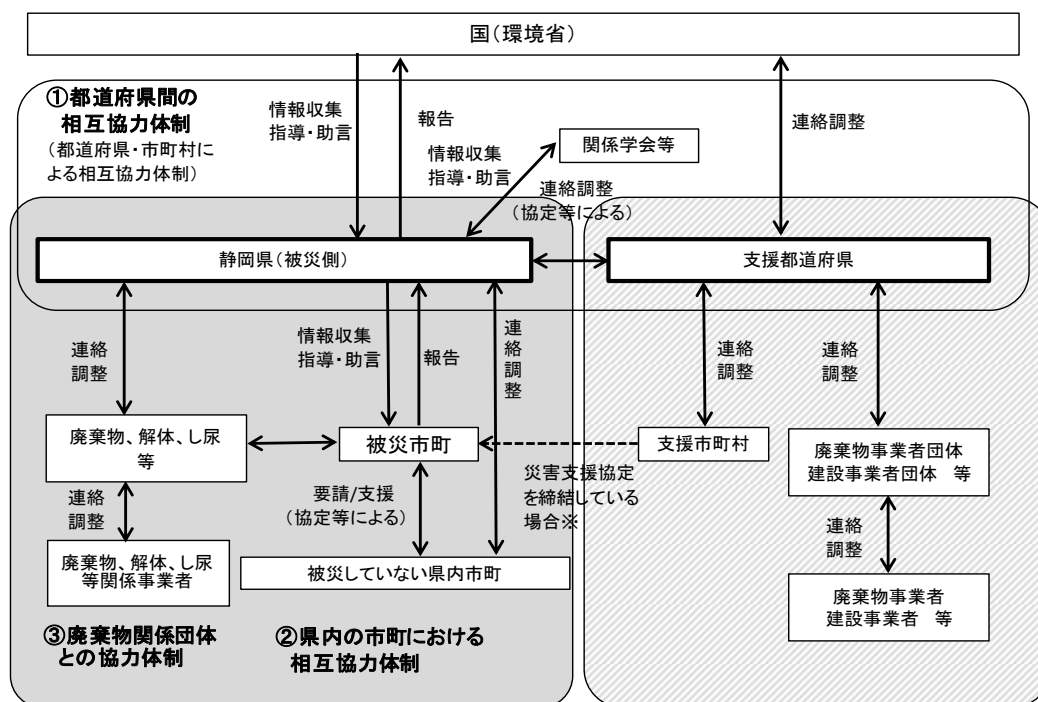 国(環境省)
①都道府県間の
相互協力体制
(都道府県・市町村に
よる相互協力体制)
情報収集
指導・助言
報告
情報収集
指導・助言
関係学会等
連絡調整
(協定等による)
連絡調整
静岡県(被災側)
支援都道府県
連絡
調整
情報収集
指導・助言
報告
連
絡
調
整
連絡
調整
連絡
調整
廃棄物、解体、し尿
等
被災市町
支援市町村
廃棄物事業者団体
建設事業者団体 等
連絡
調整
要請/支援
(協定等による)
災害支援協定
を締結している
場合※
連絡
調整
廃棄物、解体、し尿
等関係事業者
被災していない県内市町
廃棄物事業者
建設事業者 等
③廃棄物関係団体
との協力体制
②県内の市町における
相互協力体制